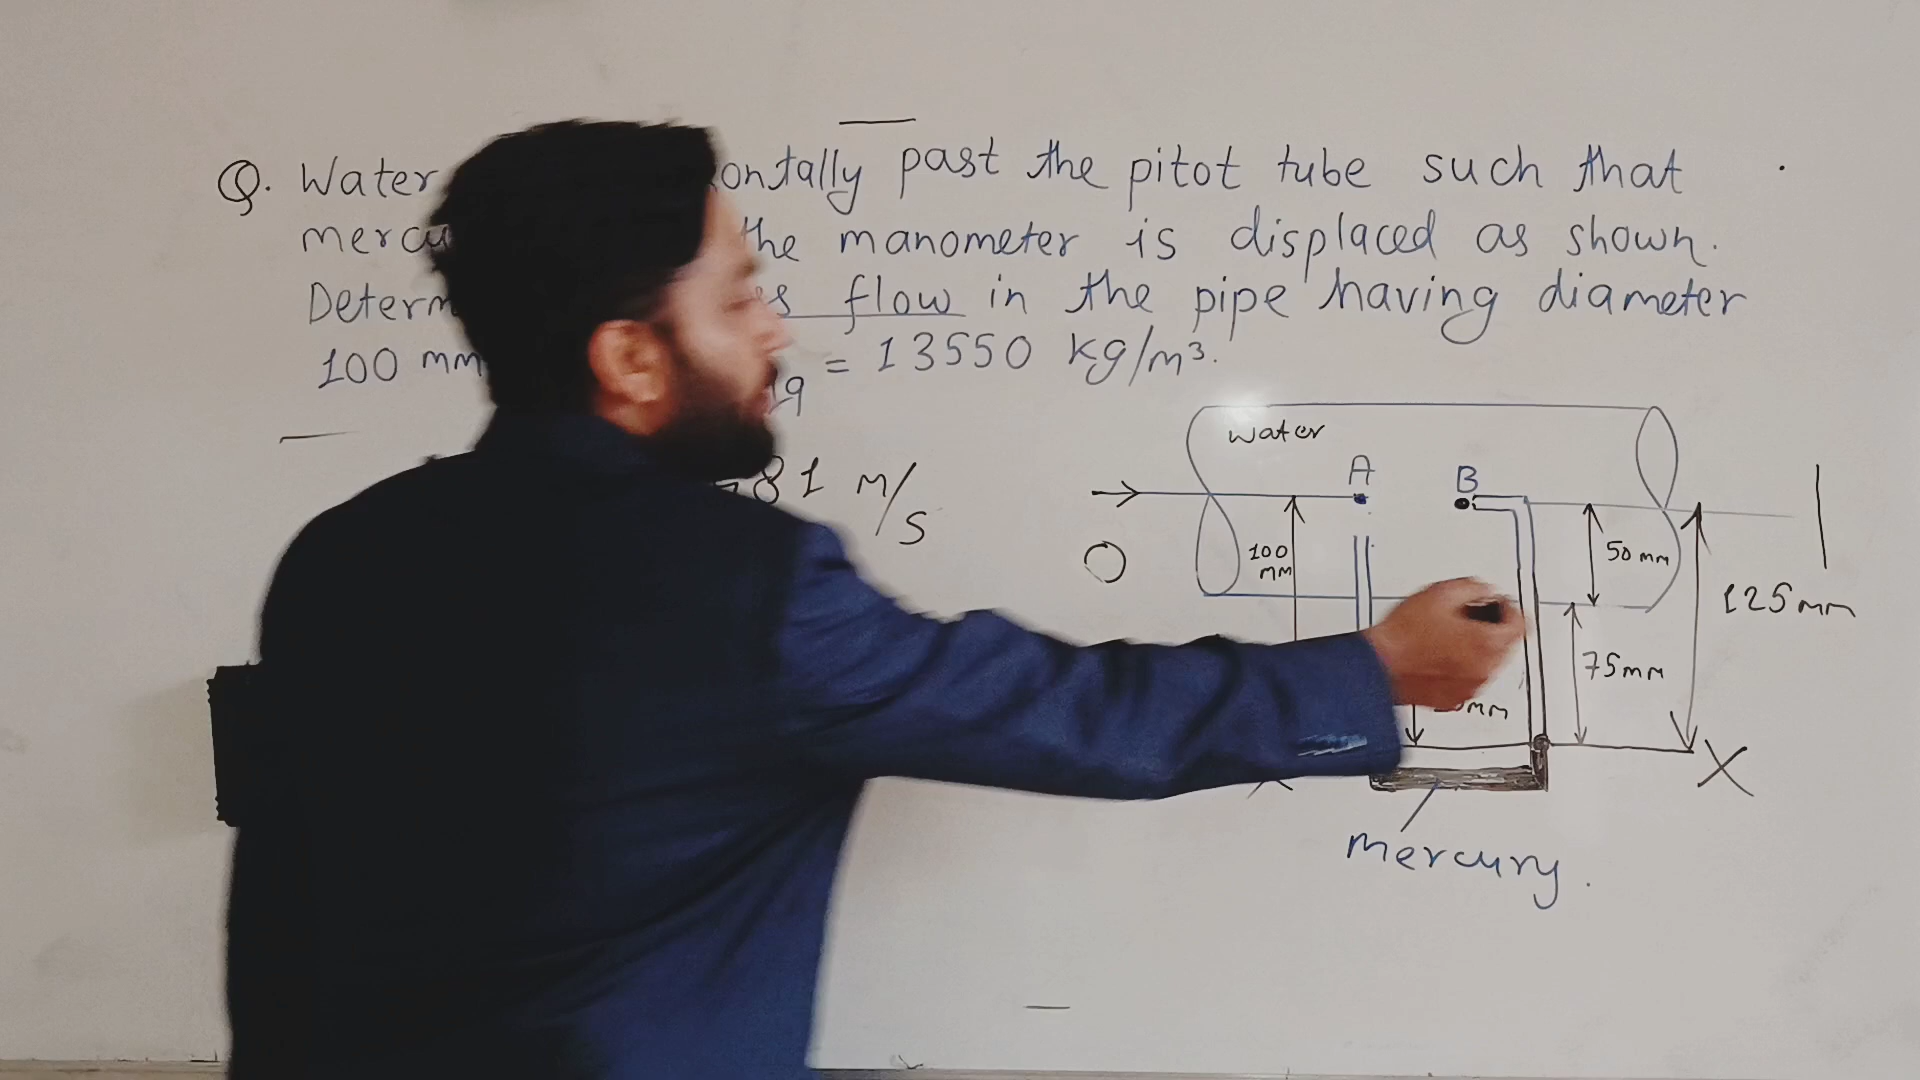 Q. Water ontally past the pitot tube such that
mercu the manometer is displaced as shown.
Determ s flow in the pipe having diameter
100 mm = 13550 kg/m³.
81 m/s
water
A
B
100 mm
50 mm
125 mm
75 mm
mm
X
mercury.